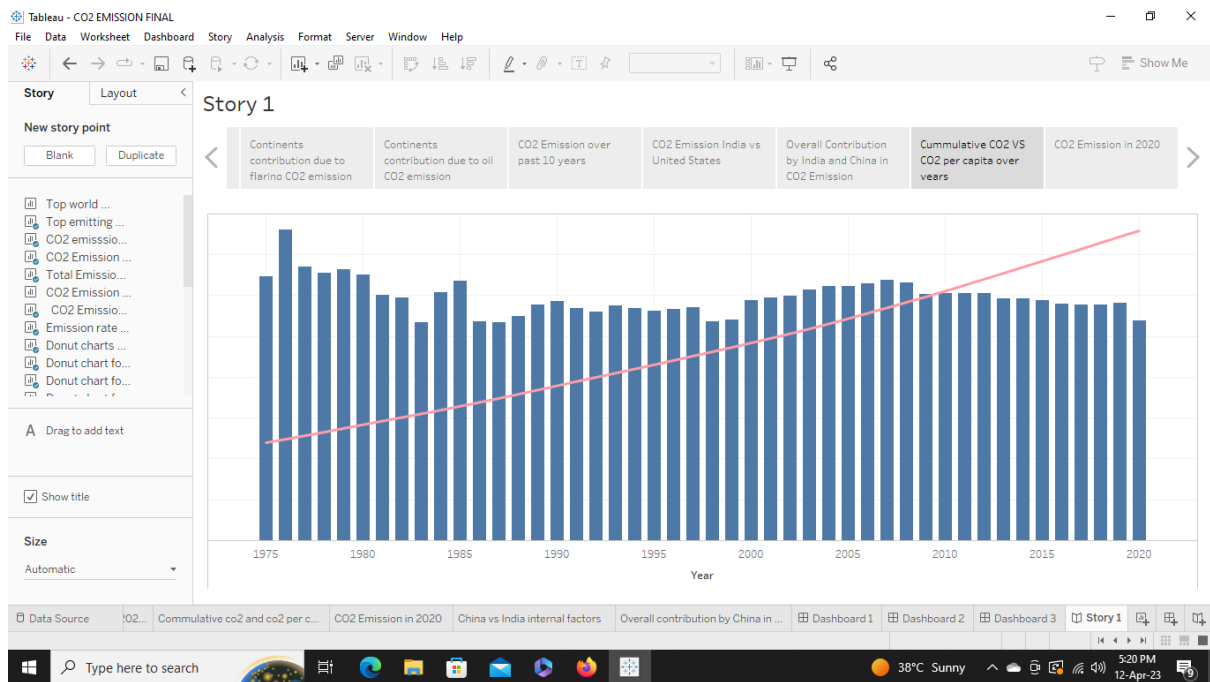 Tableau - CO2 EMISSION FINAL
File Data Worksheet Dashboard Story Analysis Format Server Window Help
Show Me
Story Layout
New story point
Blank Duplicate
Top world ...
Top emitting ...
CO2 emisssio...
CO2 Emission ...
Total Emissio...
CO2 Emission ...
CO2 Emissio...
Emission rate ...
Donut charts ...
Donut chart fo...
Donut chart fo...
A Drag to add text
Show title
Size
Automatic
Story 1
Continents
contribution due to
flaring CO2 emission
Continents
contribution due to oil
CO2 emission
CO2 Emission over
past 10 years
CO2 Emission India vs
United States
Overall Contribution
by India and China in
CO2 Emission
Cummulative CO2 VS
CO2 per capita over
years
CO2 Emission in 2020
1975 1980 1985 1990 1995 2000 2005 2010 2015 2020
Year
Data Source 202... Commulative co2 and co2 per c... CO2 Emission in 2020 China vs India internal factors Overall contribution by China in ... Dashboard 1 Dashboard 2 Dashboard 3 Story 1
Type here to search
38°C Sunny
5:20 PM
12-Apr-23
9